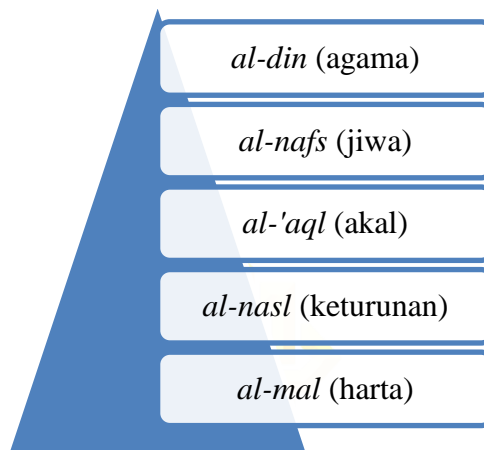 al-din (agama)
al-nafs (jiwa)
al-'aql (akal)
al-nasl (keturunan)
al-mal (harta)